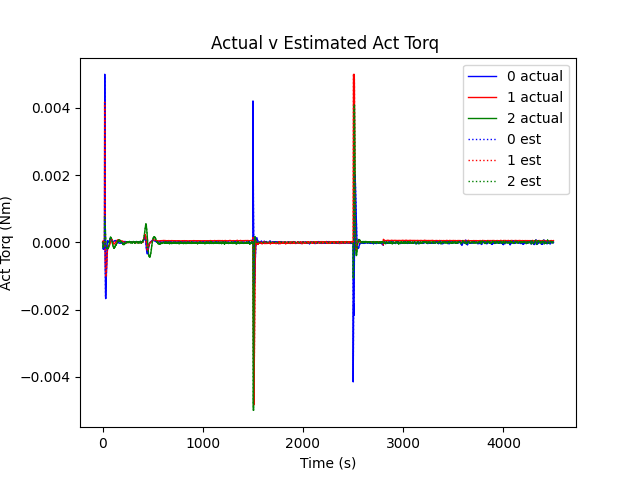 Actual v Estimated Act Torq
0 actual
1 actual
2 actual
0 est
1 est
2 est
Act Torq (Nm)
0.004
0.002
0.000
−0.002
−0.004
0
1000
2000
3000
4000
Time (s)